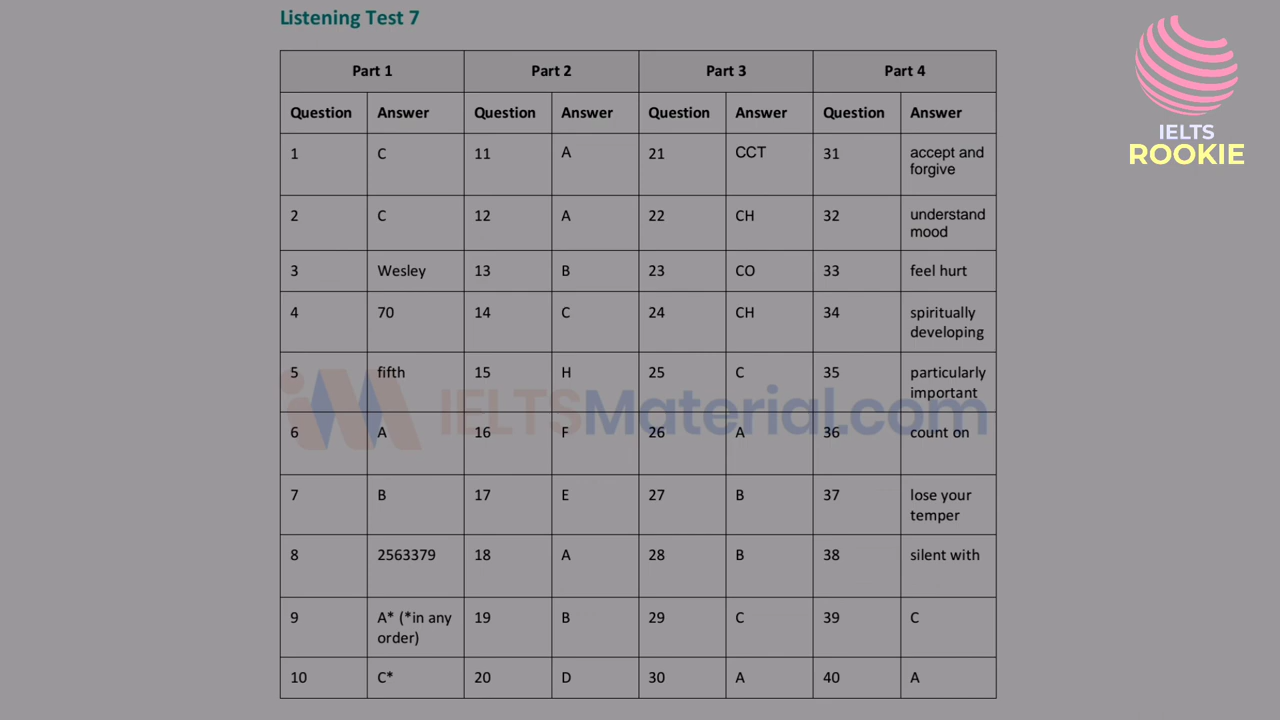 Listening Test 7
IELTS
ROOKIE
Part 1 Part 2 Part 3 Part 4
Question Answer Question Answer Question Answer Question Answer
1 C 11 A 21 CCT 31 accept and
forgive
2 C 12 A 22 CH 32 understand
mood
3 Wesley 13 B 23 CO 33 feel hurt
4 70 14 C 24 CH 34 spiritually
developing
5 fifth 15 H 25 C 35 particularly
important
iM IELTSMaterial.com
6 A 16 F 26 A 36 count on
7 B 17 E 27 B 37 lose your
temper
8 2563379 18 A 28 B 38 silent with
9 A* (*in any 19 B 29 C 39 C
order)
10 C* 20 D 30 A 40 A